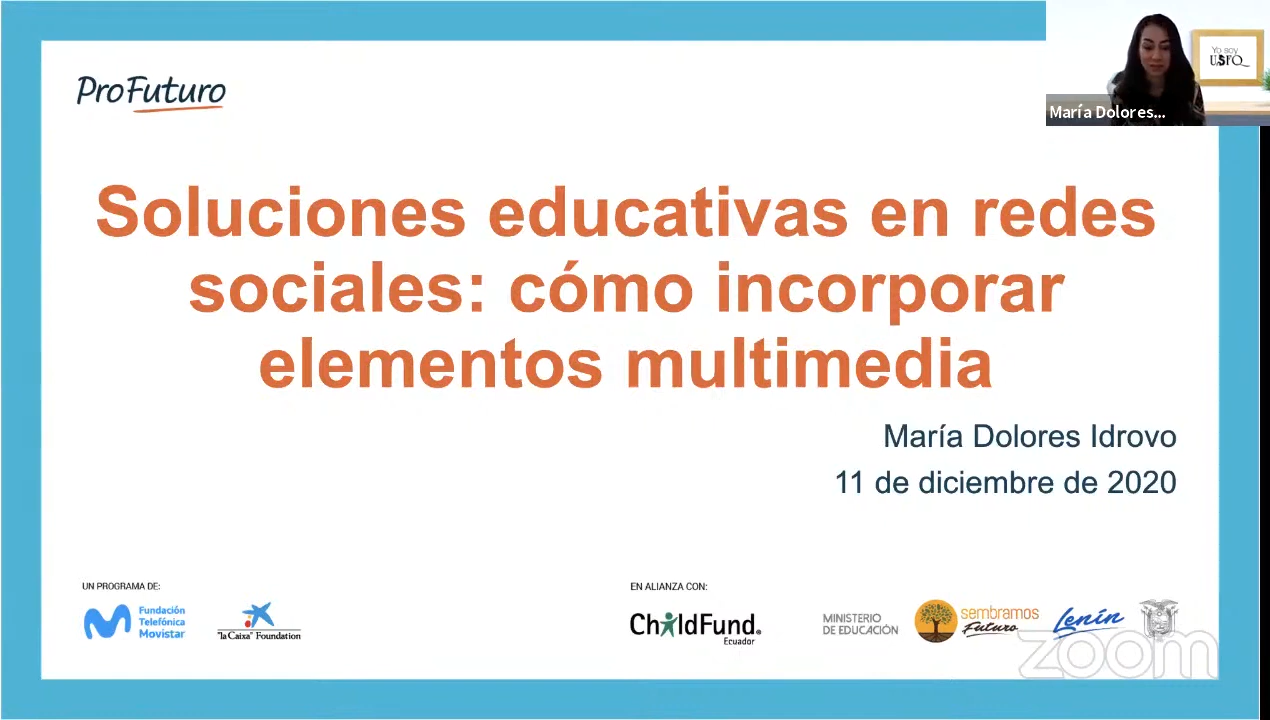 ProFuturo
Yo soy
USFQ
María Dolores...
Soluciones educativas en redes
sociales: cómo incorporar
elementos multimedia
María Dolores Idrovo
11 de diciembre de 2020
UN PROGRAMA DE:
EN ALIANZA CON:
Fundación
Telefónica
Movistar
"la Caixa" Foundation
ChildFund.
Ecuador
MINISTERIO
DE EDUCACIÓN
sembramos
Futuro
Lenín
zoom